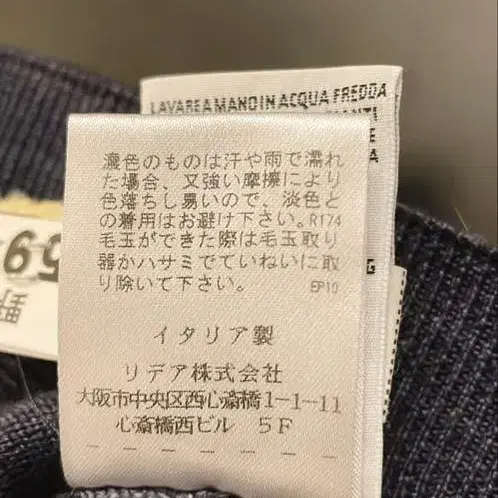 LAVARE A MANO IN ACQUA FREDDA
濃色のものは汗や雨で濡れ
た場合、又強い摩擦により
色落ちし易いので、淡色と
の着用はお避け下さい。R174
毛玉ができた際は毛玉取り
器かハサミでていねいに取
り除いて下さい。 EP10
イタリア製
リデア株式会社
大阪市中央区西心斎橋1-1-11
心斎橋西ビル 5F
59
野